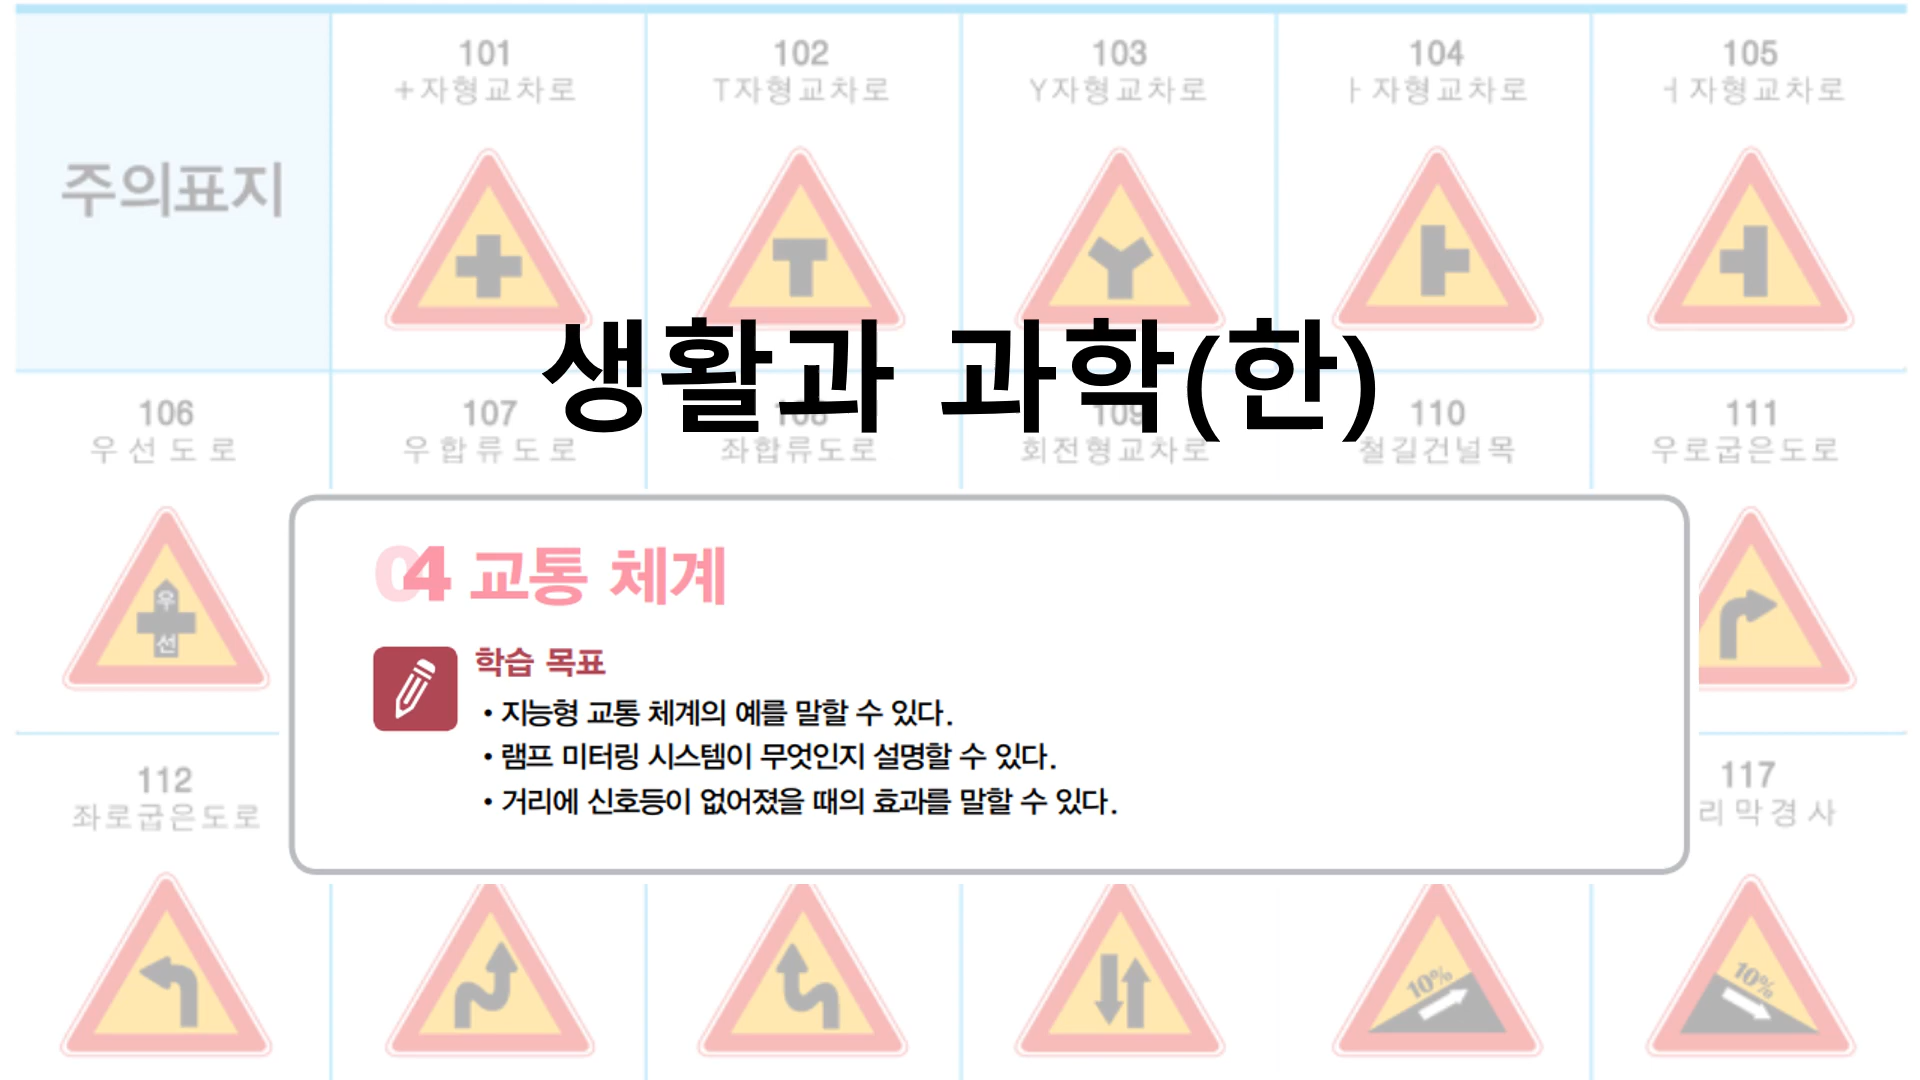 101 102 103 104 105
+자형교차로 T자형교차로 Y자형교차로 ㅏ자형교차로 ㅓ자형교차로
주의표지
생활과 과학(한)
106 107 108 109 110 111
우선도로 우합류도로 좌합류도로 회전형교차로 철길건널목 우로굽은도로
우
선
04 교통 체계
학습 목표
• 지능형 교통 체계의 예를 말할 수 있다.
• 램프 미터링 시스템이 무엇인지 설명할 수 있다.
• 거리에 신호등이 없어졌을 때의 효과를 말할 수 있다.
112 117
좌로굽은도로 리막경사
10% 10%